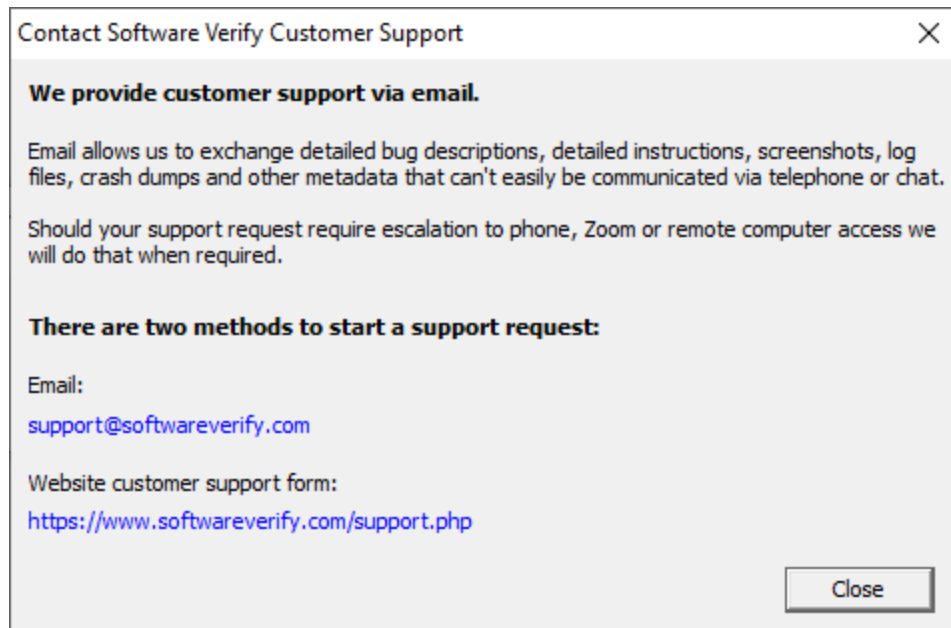 Contact Software Verify Customer Support
We provide customer support via email.
Email allows us to exchange detailed bug descriptions, detailed instructions, screenshots, log
files, crash dumps and other metadata that can't easily be communicated via telephone or chat.
Should your support request require escalation to phone, Zoom or remote computer access we
will do that when required.
There are two methods to start a support request:
Email:
support@softwareverify.com
Website customer support form:
https://www.softwareverify.com/support.php
Close